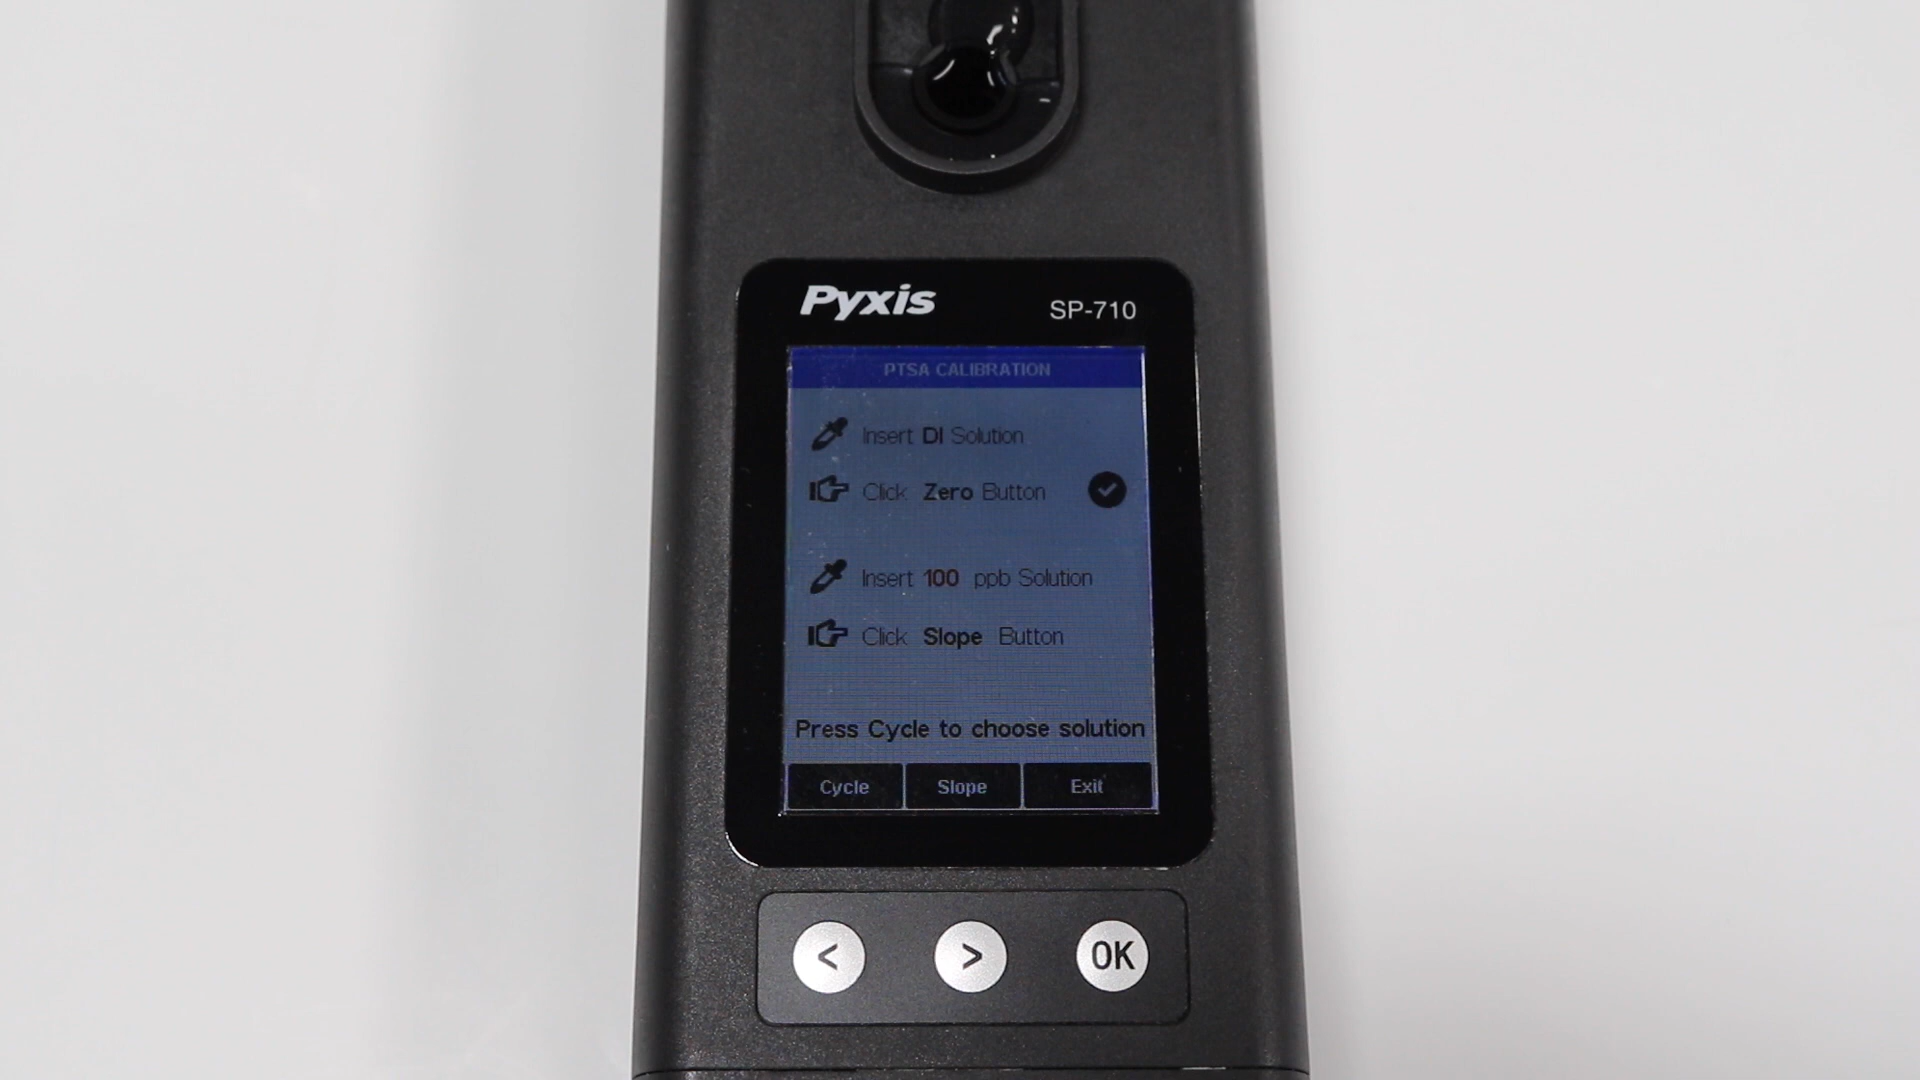 Pyxis
SP-710
PTSA CALIBRATION
Insert DI Solution
Click Zero Button
Insert 100 ppb Solution
Click Slope Button
Press Cycle to choose solution
Cycle Slope Exit
< > OK